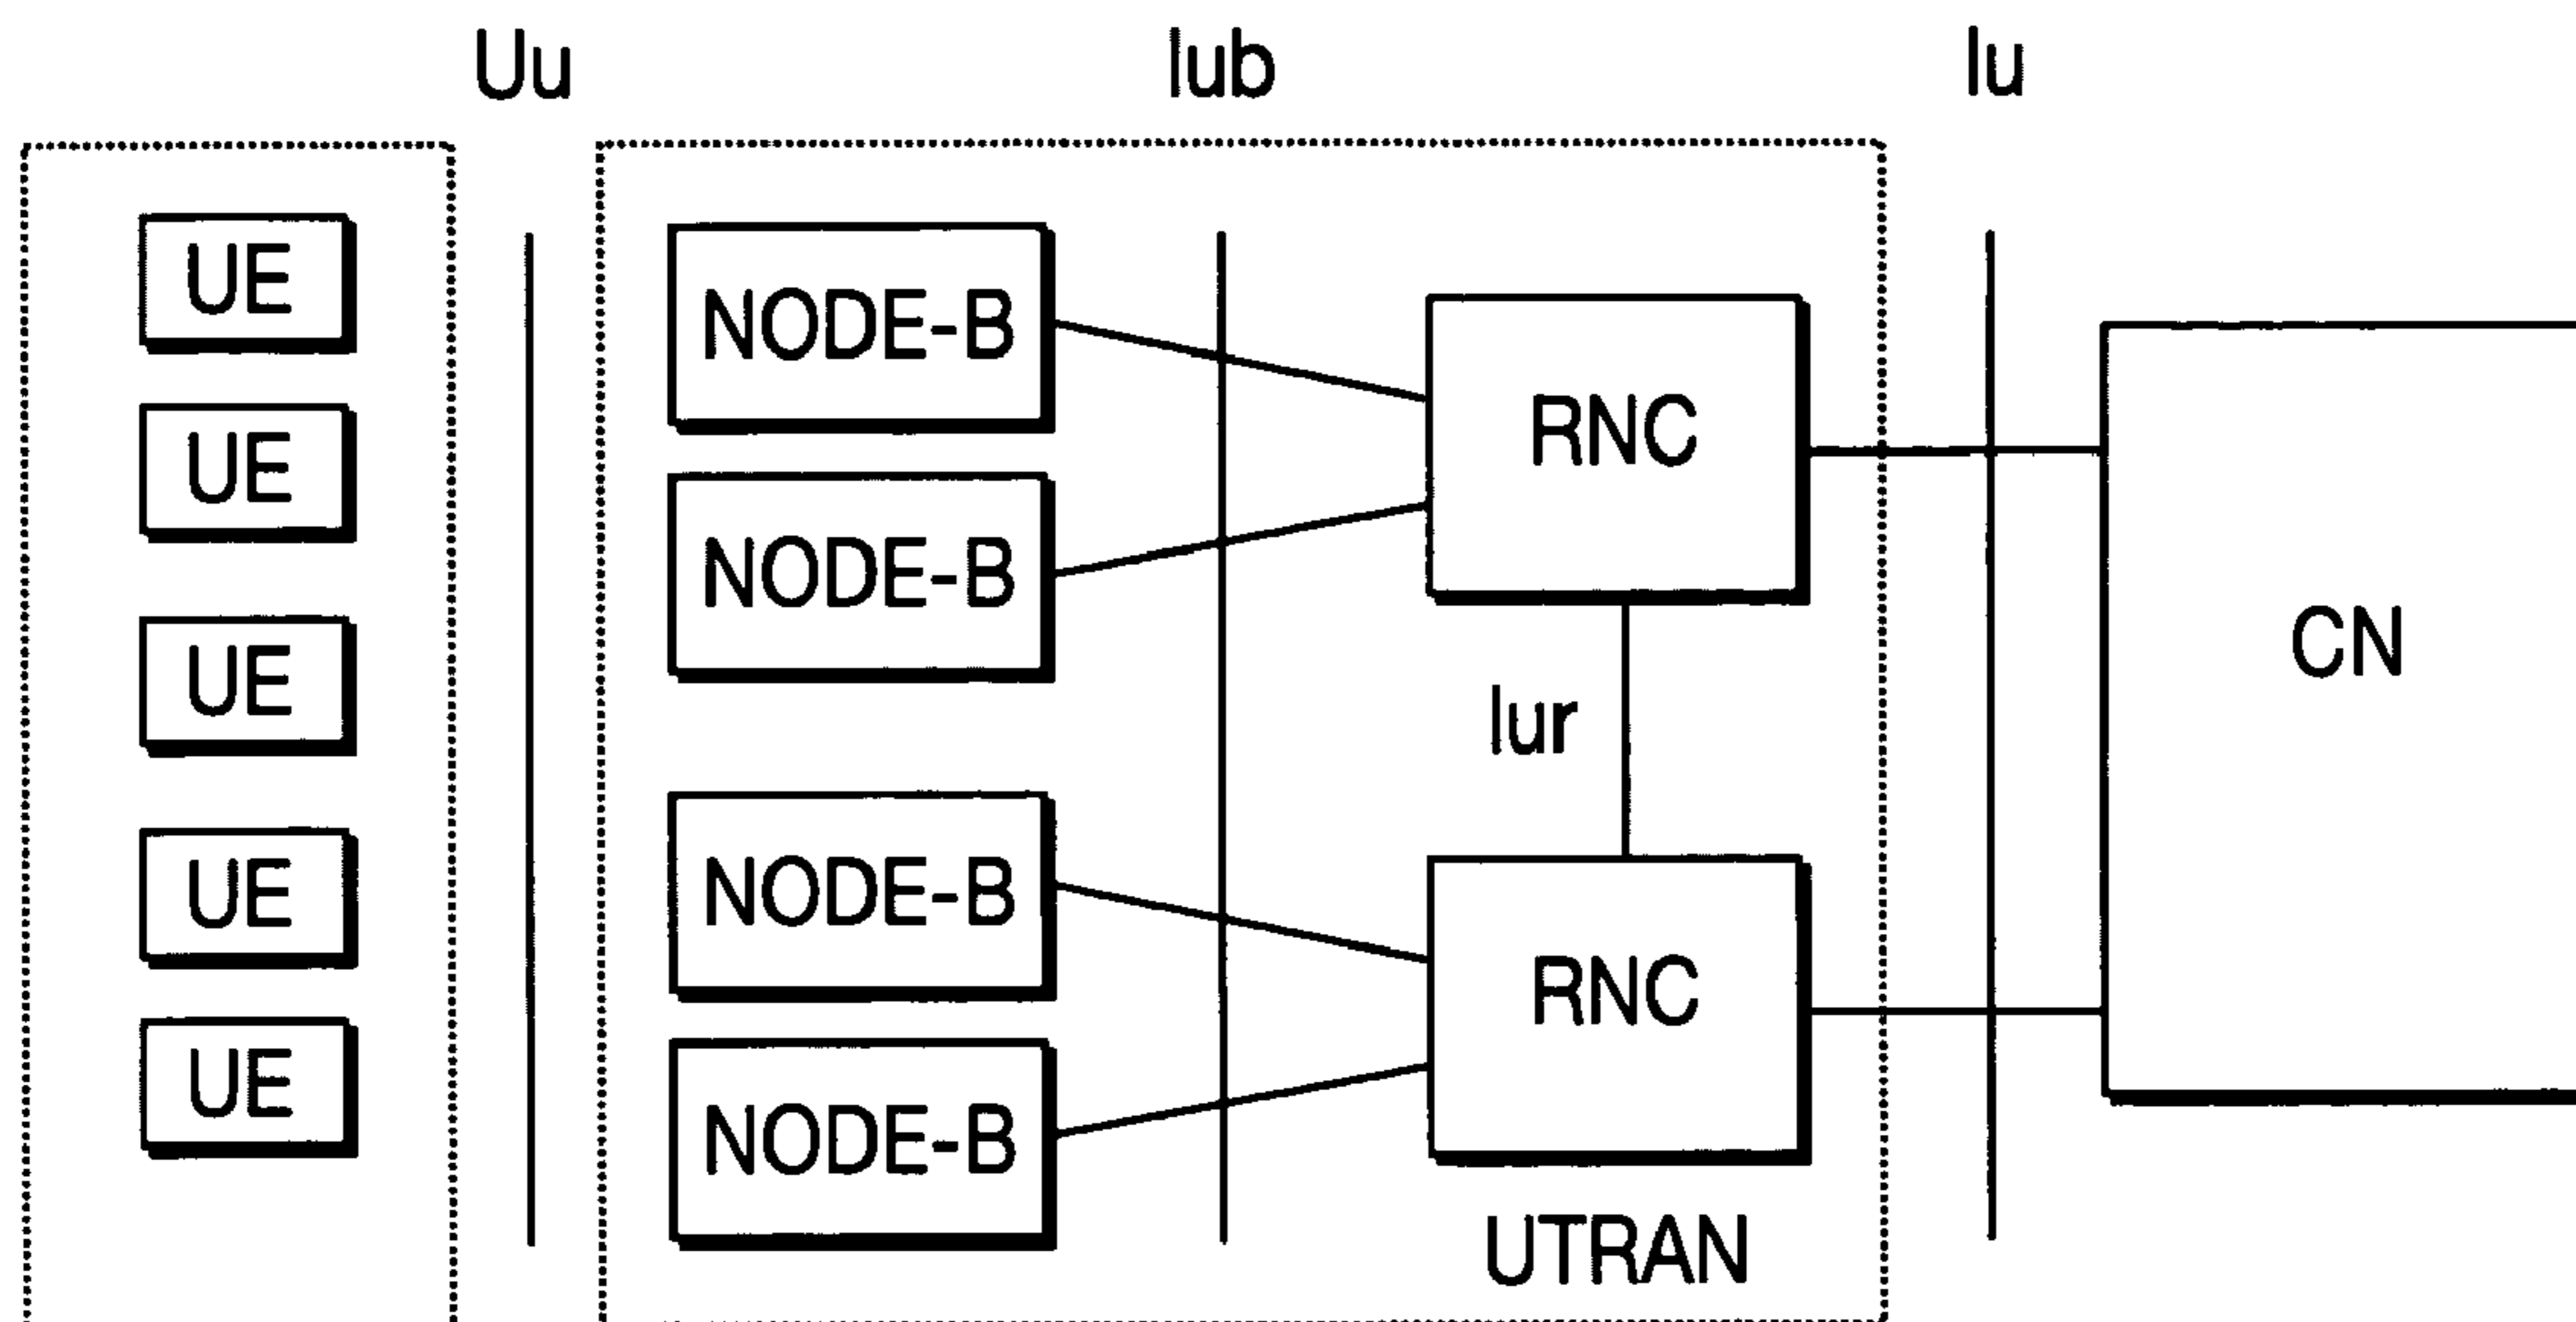 Uu
Iub
Iu
UE
UE
UE
UE
UE
NODE-B
NODE-B
NODE-B
NODE-B
RNC
Iur
RNC
UTRAN
CN